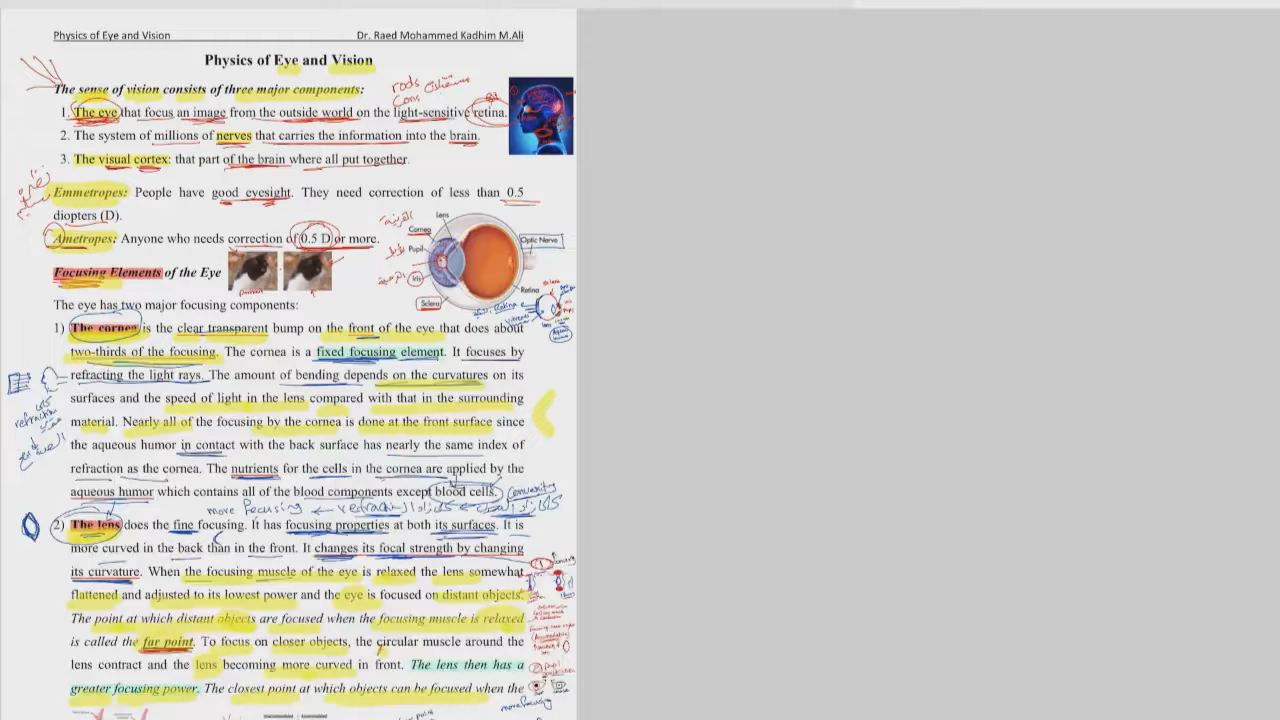 Physics of Eye and Vision Dr. Raed Mohammed Kadhim M.Ali
Physics of Eye and Vision
The sense of vision consists of three major components:
rods
Cons
1. The eye that focus an image from the outside world on the light-sensitive retina.
2. The system of millions of nerves that carries the information into the brain.
3. The visual cortex: that part of the brain where all put together.
Emmetropes: People have good eyesight. They need correction of less than 0.5
diopters (D).
Ametropes: Anyone who needs correction of 0.5 D or more.
Lens
Cornea
Pupil
Iris
Sclera
Optic Nerve
Retina
Focusing Elements of the Eye
The eye has two major focusing components:
1) The cornea is the clear transparent bump on the front of the eye that does about
two-thirds of the focusing. The cornea is a fixed focusing element. It focuses by
refracting the light rays. The amount of bending depends on the curvatures on its
surfaces and the speed of light in the lens compared with that in the surrounding
material. Nearly all of the focusing by the cornea is done at the front surface since
the aqueous humor in contact with the back surface has nearly the same index of
refraction as the cornea. The nutrients for the cells in the cornea are applied by the
aqueous humor which contains all of the blood components except blood cells.
more focusing
2) The lens does the fine focusing. It has focusing properties at both its surfaces. It is
more curved in the back than in the front. It changes its focal strength by changing
its curvature. When the focusing muscle of the eye is relaxed the lens somewhat
flattened and adjusted to its lowest power and the eye is focused on distant objects.
The point at which distant objects are focused when the focusing muscle is relaxed
is called the far point. To focus on closer objects, the circular muscle around the
lens contract and the lens becoming more curved in front. The lens then has a
greater focusing power. The closest point at which objects can be focused when the
more focusing